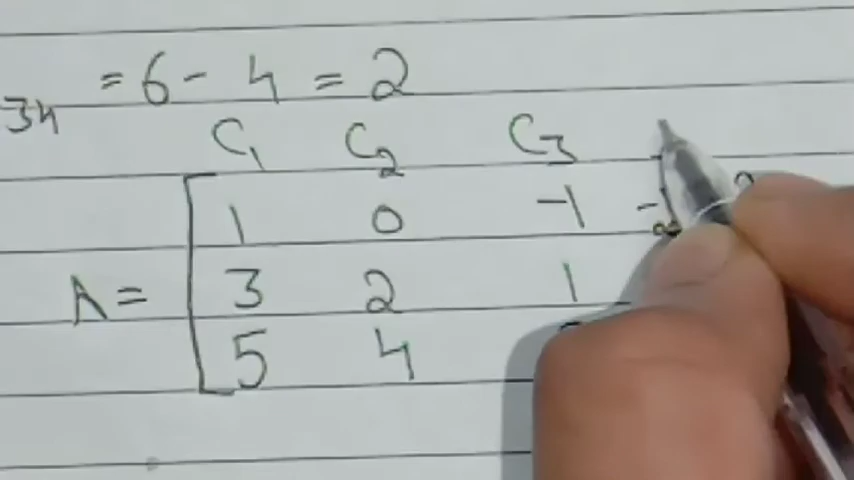 34 = 6 - 4 = 2
C1 C2 C3
1 0 -1
A = 3 2 1
5 4